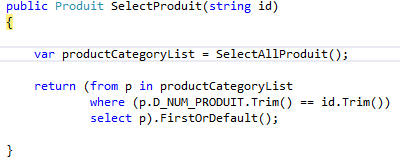 public Produit SelectProduit(string id)
{
var productCategoryList = SelectAllProduit();
return (from p in productCategoryList
where (p.D_NUM_PRODUIT.Trim() == id.Trim())
select p).FirstOrDefault();
}